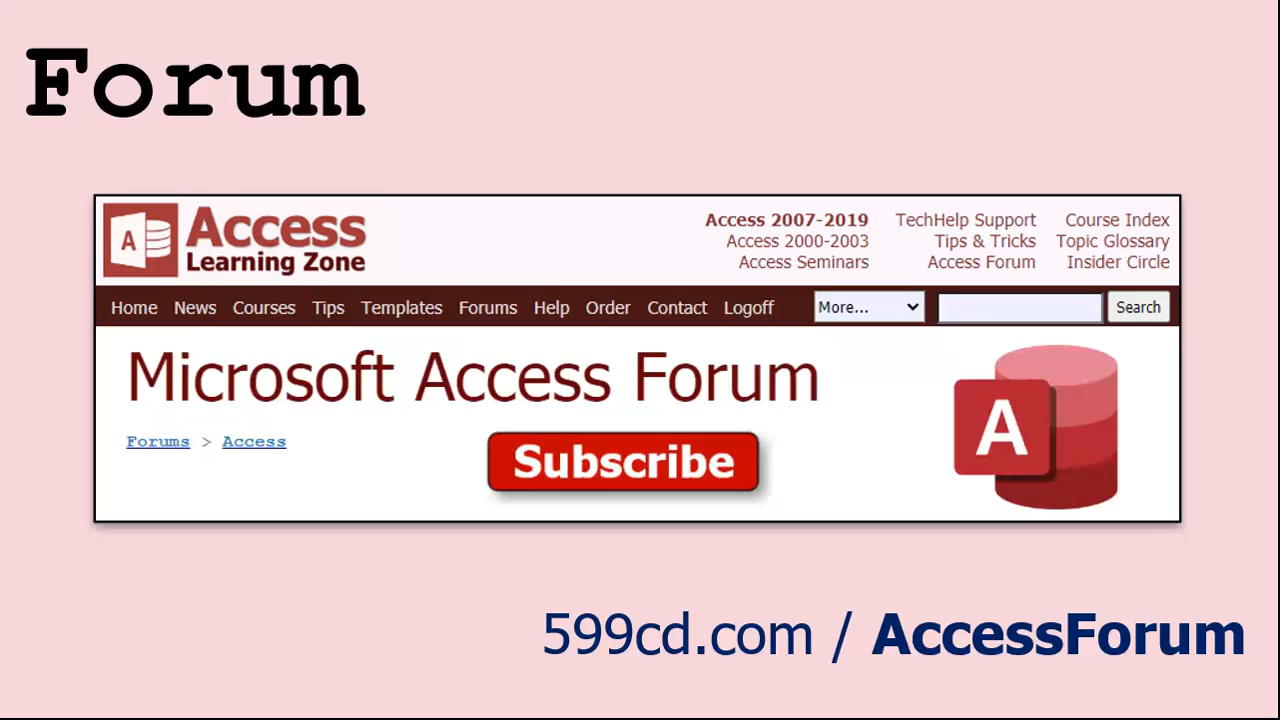 Forum
A
Access
Learning Zone
Access 2007-2019
Access 2000-2003
Access Seminars
TechHelp Support
Tips & Tricks
Access Forum
Course Index
Topic Glossary
Insider Circle
Home News Courses Tips Templates Forums Help Order Contact Logoff More... Search
Microsoft Access Forum
Forums > Access
Subscribe
A
599cd.com / AccessForum